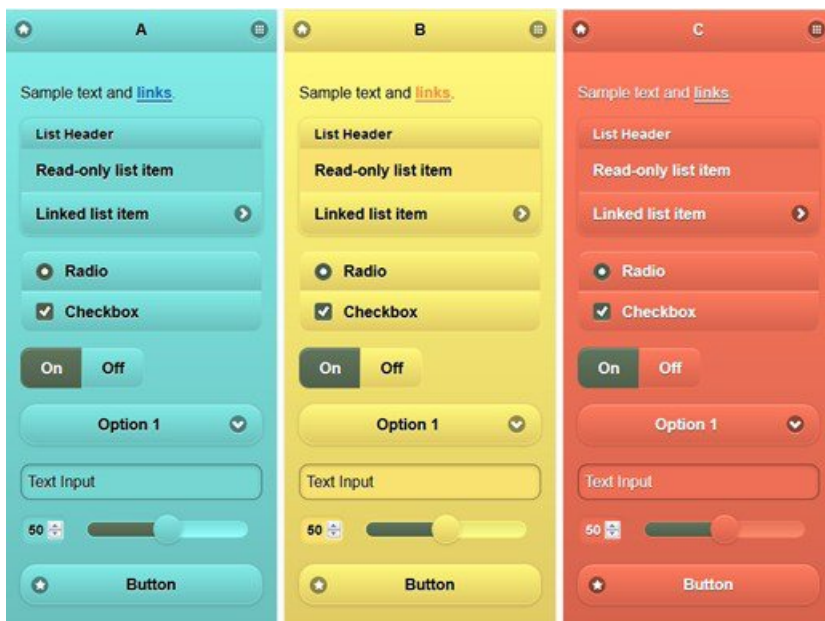 A
Sample text and links.
List Header
Read-only list item
Linked list item
Radio
Checkbox
On Off
Option 1
Text Input
50
Button
B
Sample text and links.
List Header
Read-only list item
Linked list item
Radio
Checkbox
On Off
Option 1
Text Input
50
Button
C
Sample text and links.
List Header
Read-only list item
Linked list item
Radio
Checkbox
On Off
Option 1
Text Input
50
Button